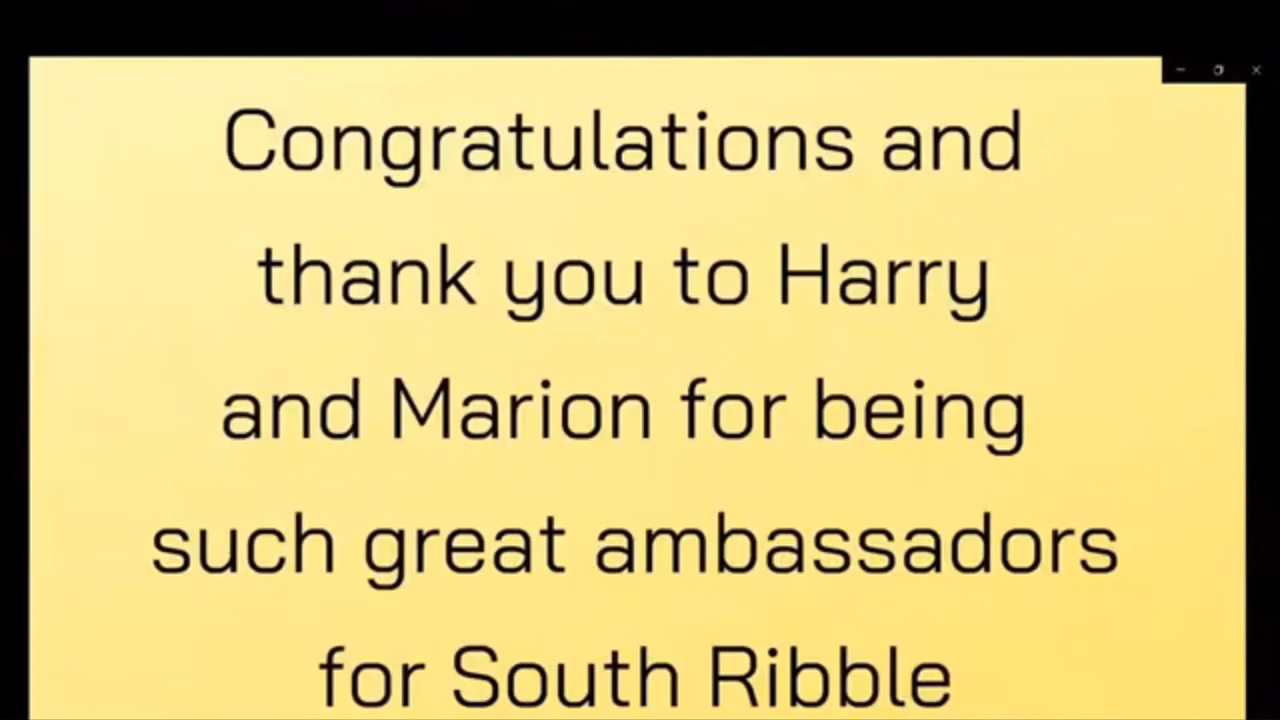 Congratulations and
thank you to Harry
and Marion for being
such great ambassadors
for South Ribble